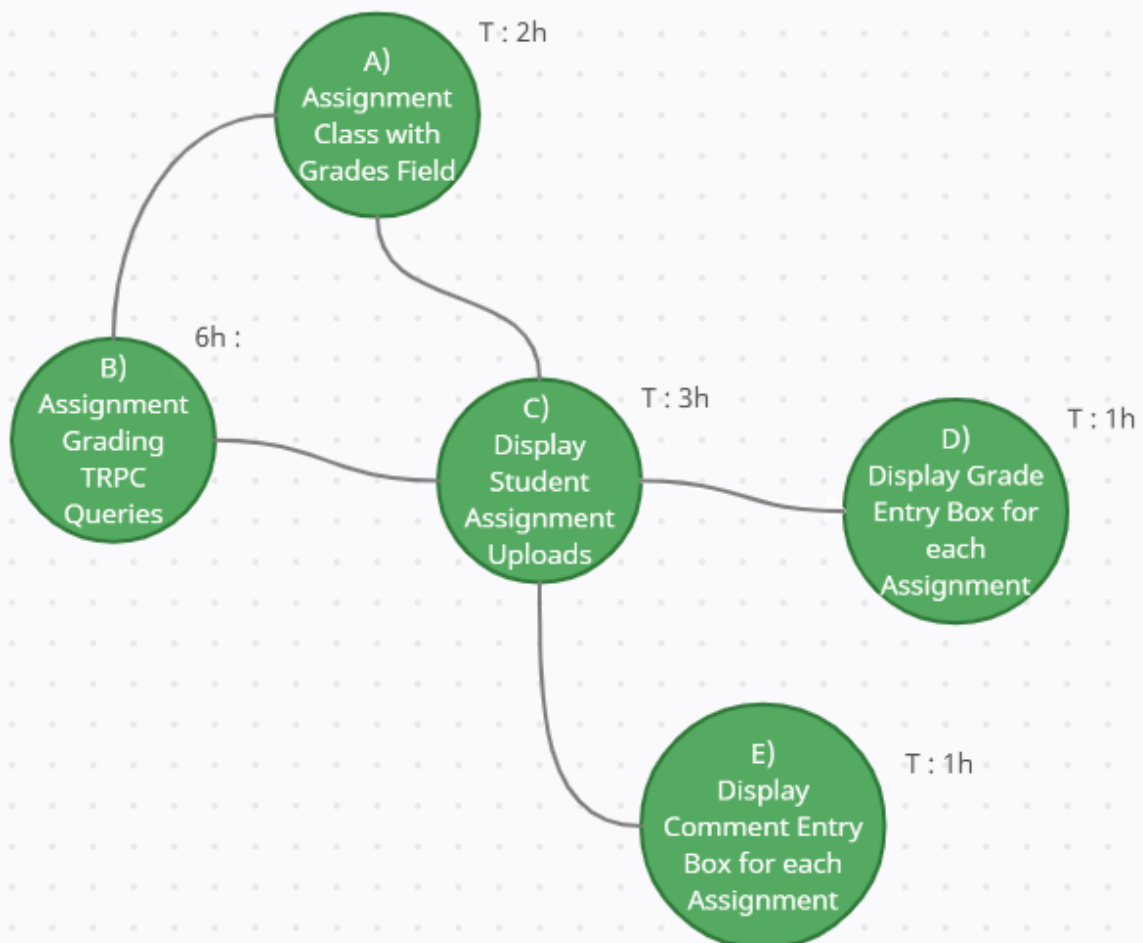 A)
Assignment
Class with
Grades Field
T : 2h
B)
Assignment
Grading
TRPC
Queries
6h :
C)
Display
Student
Assignment
Uploads
T : 3h
D)
Display Grade
Entry Box for
each
Assignment
T : 1h
E)
Display
Comment Entry
Box for each
Assignment
T : 1h